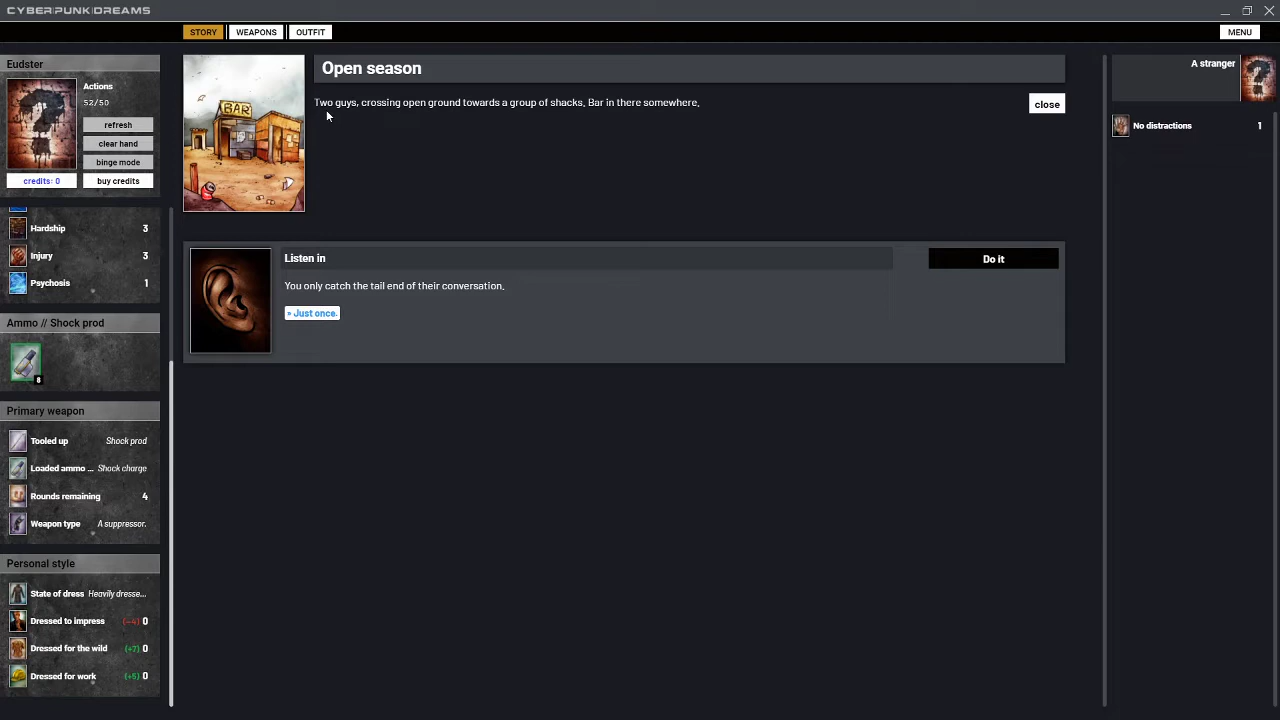 CYBER|PUNK|DREAMS
STORY
WEAPONS
OUTFIT
MENU
Eudster
Actions
52/50
refresh
clear hand
binge mode
credits: 0
buy credits
Hardship 3
Injury 3
Psychosis 1
Ammo // Shock prod
8
Primary weapon
Tooled up Shock prod
Loaded ammo ... Shock charge
Rounds remaining 4
Weapon type A suppressor.
Personal style
State of dress Heavily dresse...
Dressed to impress (-4) 0
Dressed for the wild (+7) 0
Dressed for work (+5) 0
BAR
Open season
Two guys, crossing open ground towards a group of shacks. Bar in there somewhere.
close
Listen in
Do it
You only catch the tail end of their conversation.
» Just once.
A stranger
No distractions 1